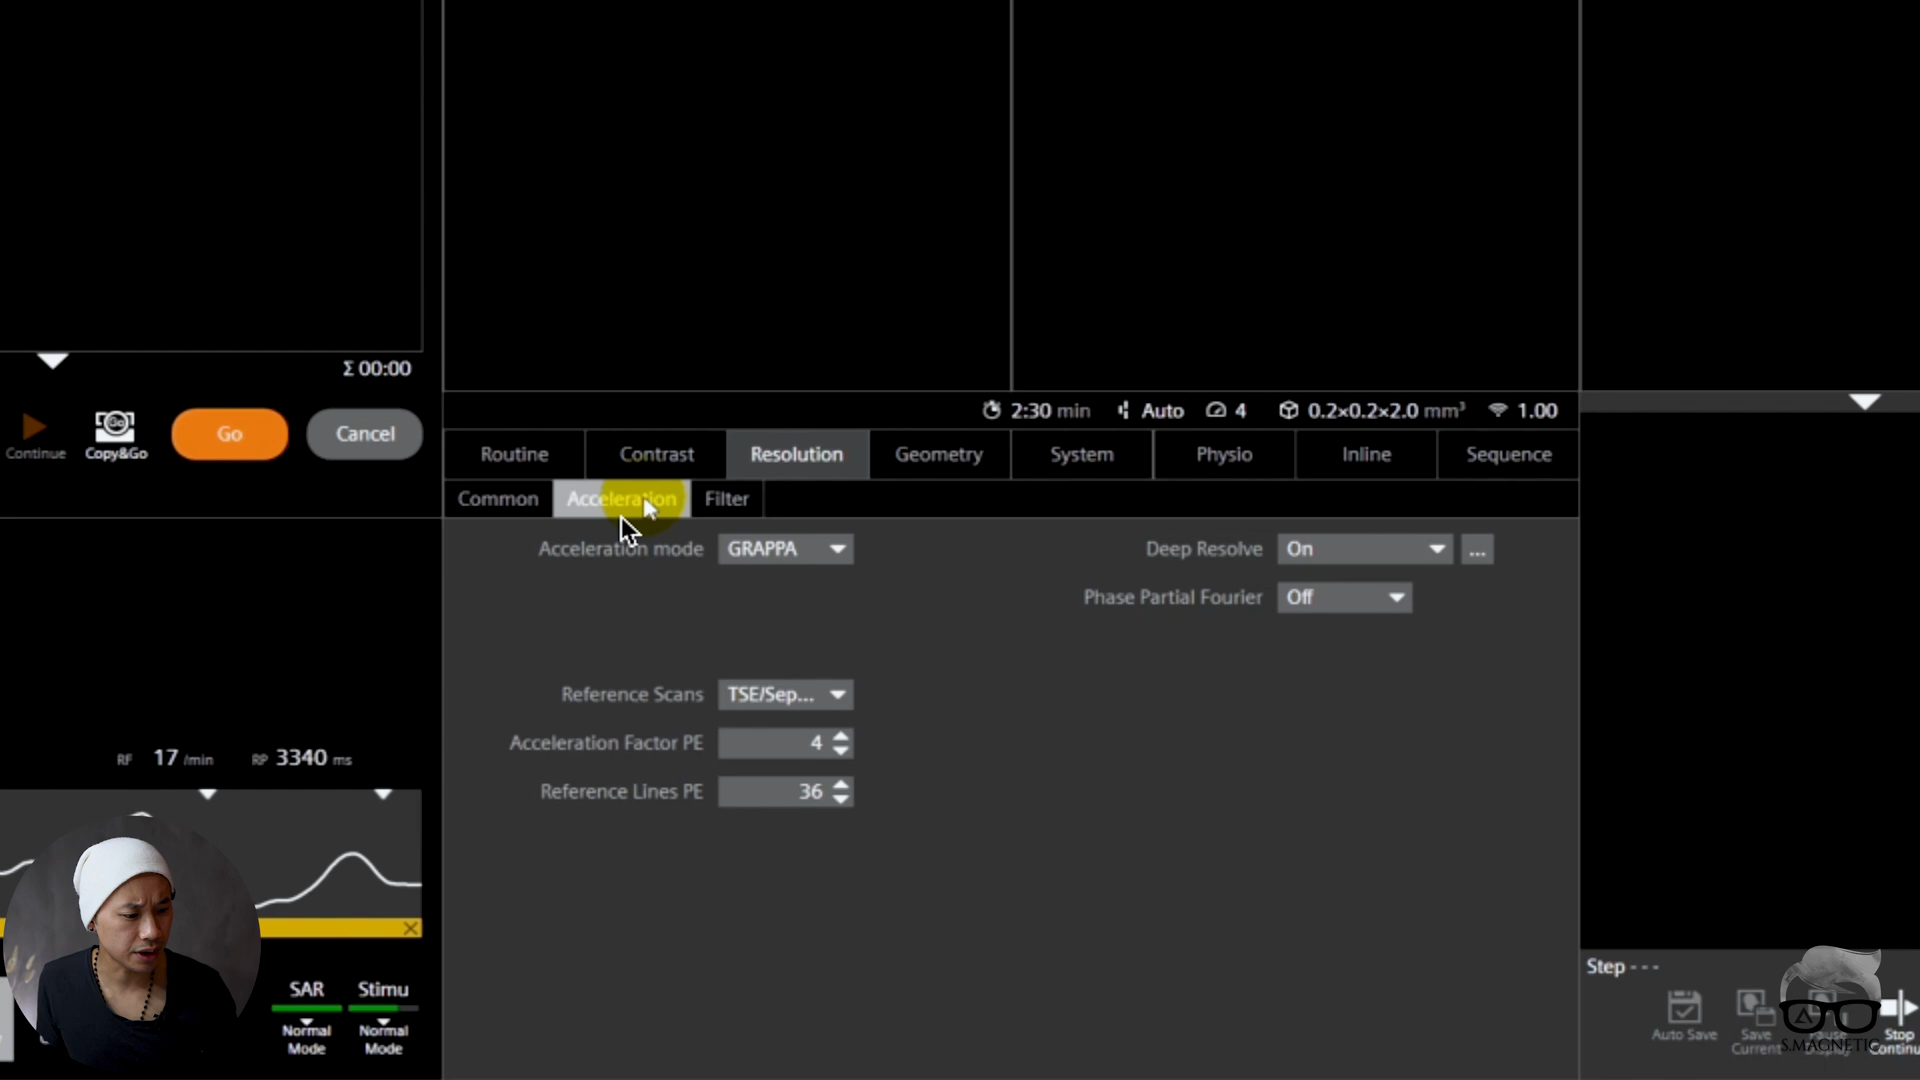 Σ 00:00
Continue
Go
Copy&Go
Go
Cancel
2:30 min Auto 4 0.2×0.2×2.0 mm³ 1.00
Routine Contrast Resolution Geometry System Physio Inline Sequence
Common Acceleration Filter
Acceleration mode GRAPPA
Deep Resolve On ...
Phase Partial Fourier Off
Reference Scans TSE/Sep...
Acceleration Factor PE 4
Reference Lines PE 36
RF 17 /min RP 3340 ms
SAR
Normal
Mode
Stimu
Normal
Mode
Step - - -
Auto Save
Save
Current
Stop
Continu
S.MAGNETIC